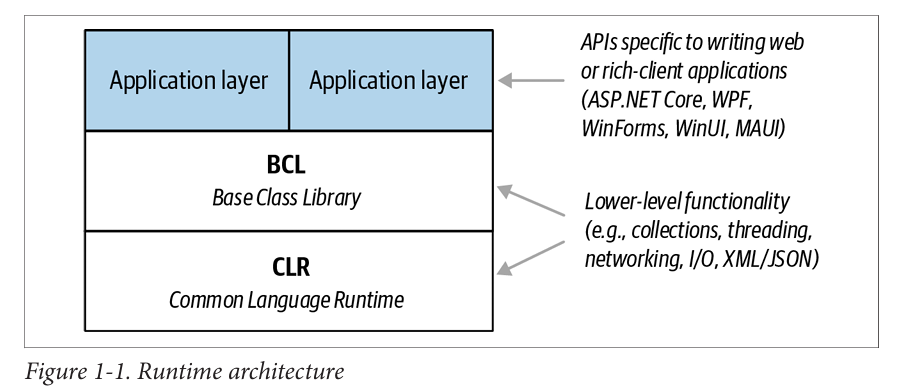 Application layer
Application layer
APIs specific to writing web
or rich-client applications
(ASP.NET Core, WPF,
WinForms, WinUI, MAUI)
BCL
Base Class Library
Lower-level functionality
(e.g., collections, threading,
networking, I/O, XML/JSON)
CLR
Common Language Runtime
Figure 1-1. Runtime architecture